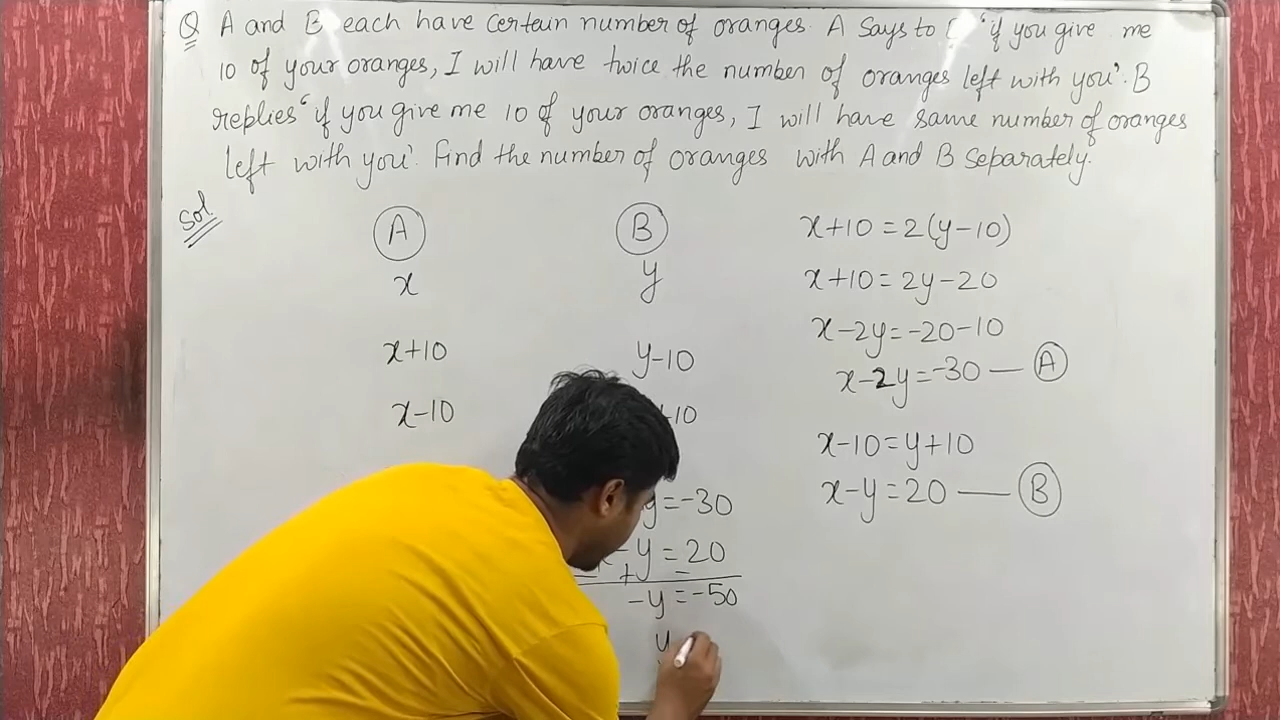 Q A and B each have Certain number of oranges. A Says to 'if you give me
10 of your oranges, I will have twice the number of oranges left with you'. B
replies 'if you give me 10 of your oranges, I will have same number of oranges
left with you'. Find the number of oranges with A and B Separately.
Sol
A B
x y
x+10 y-10
x-10 +10
y=-30
-y=20
- + -
-y=-50
y
x+10=2(y-10)
x+10=2y-20
x-2y=-20-10
x-2y=-30 — A
x-10=y+10
x-y=20 — B